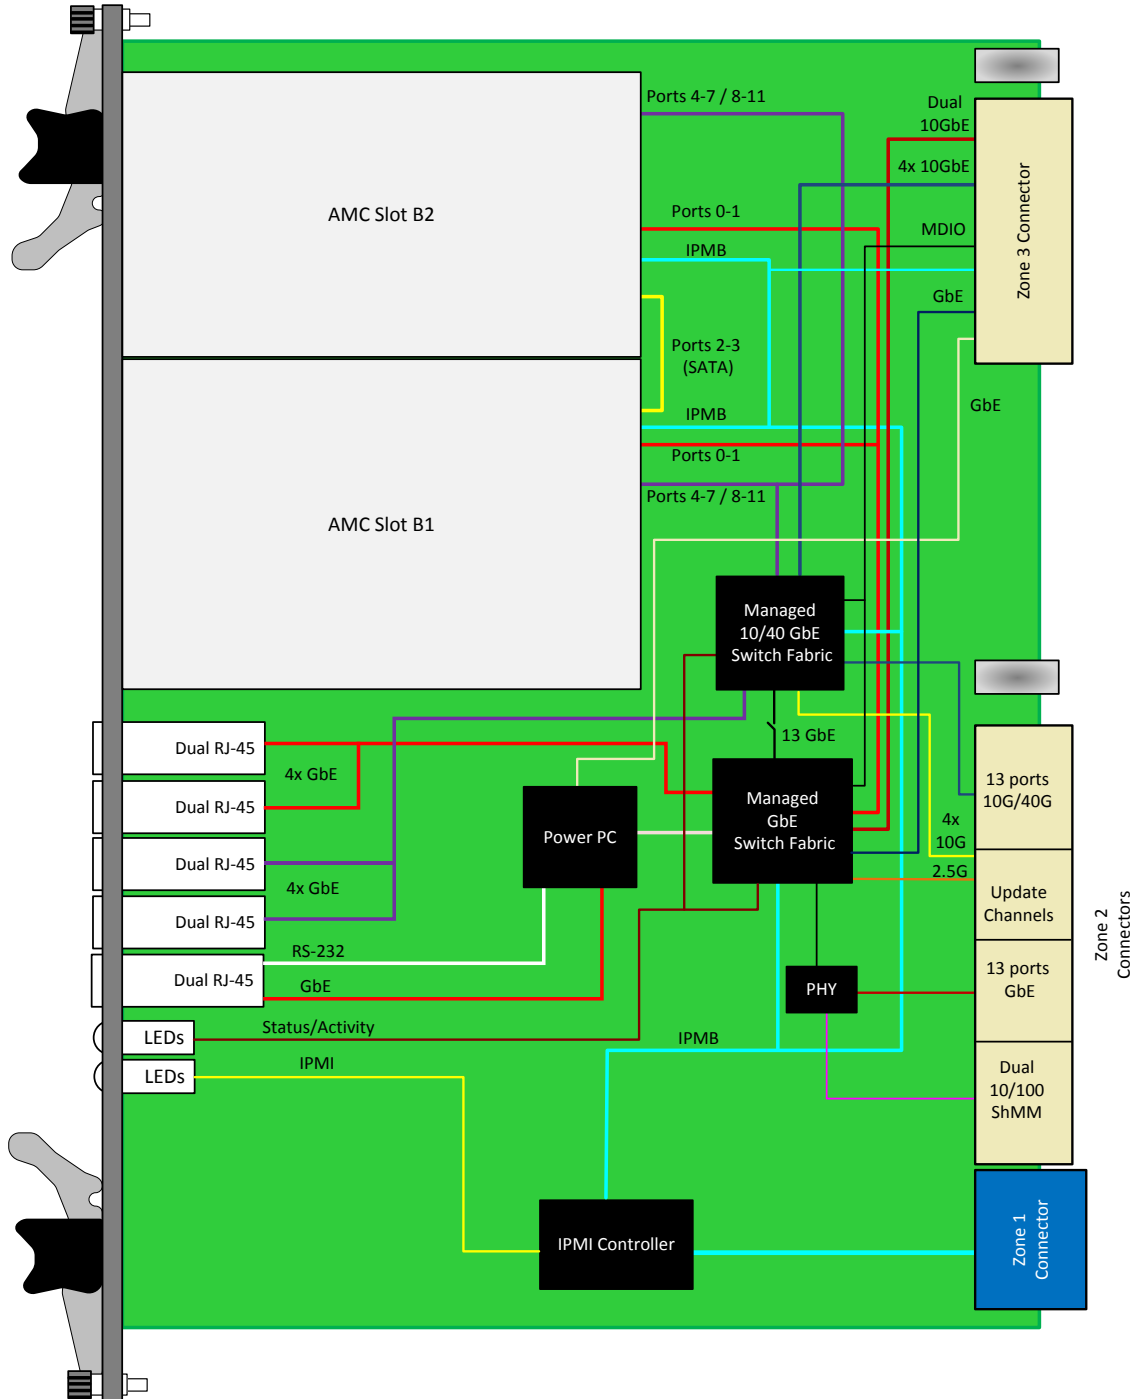 Ports 4-7 / 8-11
Dual
10GbE
4x 10GbE
AMC Slot B2
Ports 0-1
MDIO
IPMB
Zone 3 Connector
GbE
Ports 2-3
(SATA)
GbE
IPMB
Ports 0-1
Ports 4-7 / 8-11
AMC Slot B1
Managed
10/40 GbE
Switch Fabric
13 GbE
Dual RJ-45
4x GbE
Dual RJ-45
Dual RJ-45
4x GbE
Dual RJ-45
RS-232
Dual RJ-45
GbE
Power PC
Managed
GbE
Switch Fabric
4x
10G
2.5G
13 ports
10G/40G
Update
Channels
13 ports
GbE
Dual
10/100
ShMM
Zone 2
Connectors
PHY
LEDs
Status/Activity
LEDs
IPMI
IPMB
IPMI Controller
Zone 1
Connector